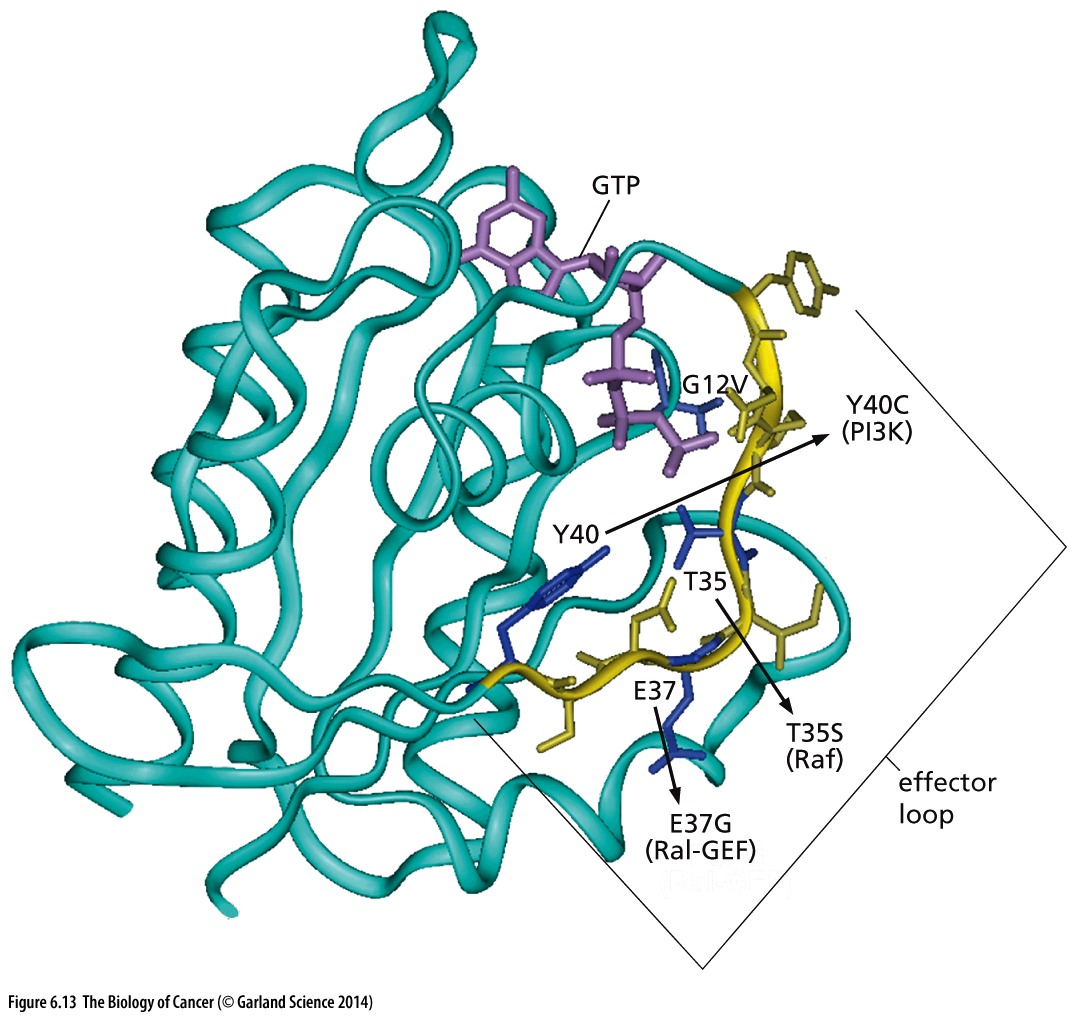 GTP
G12V
Y40C
(PI3K)
Y40
T35
E37
T35S
(Raf)
effector
loop
E37G
(Ral-GEF)
Figure 6.13 The Biology of Cancer (© Garland Science 2014)